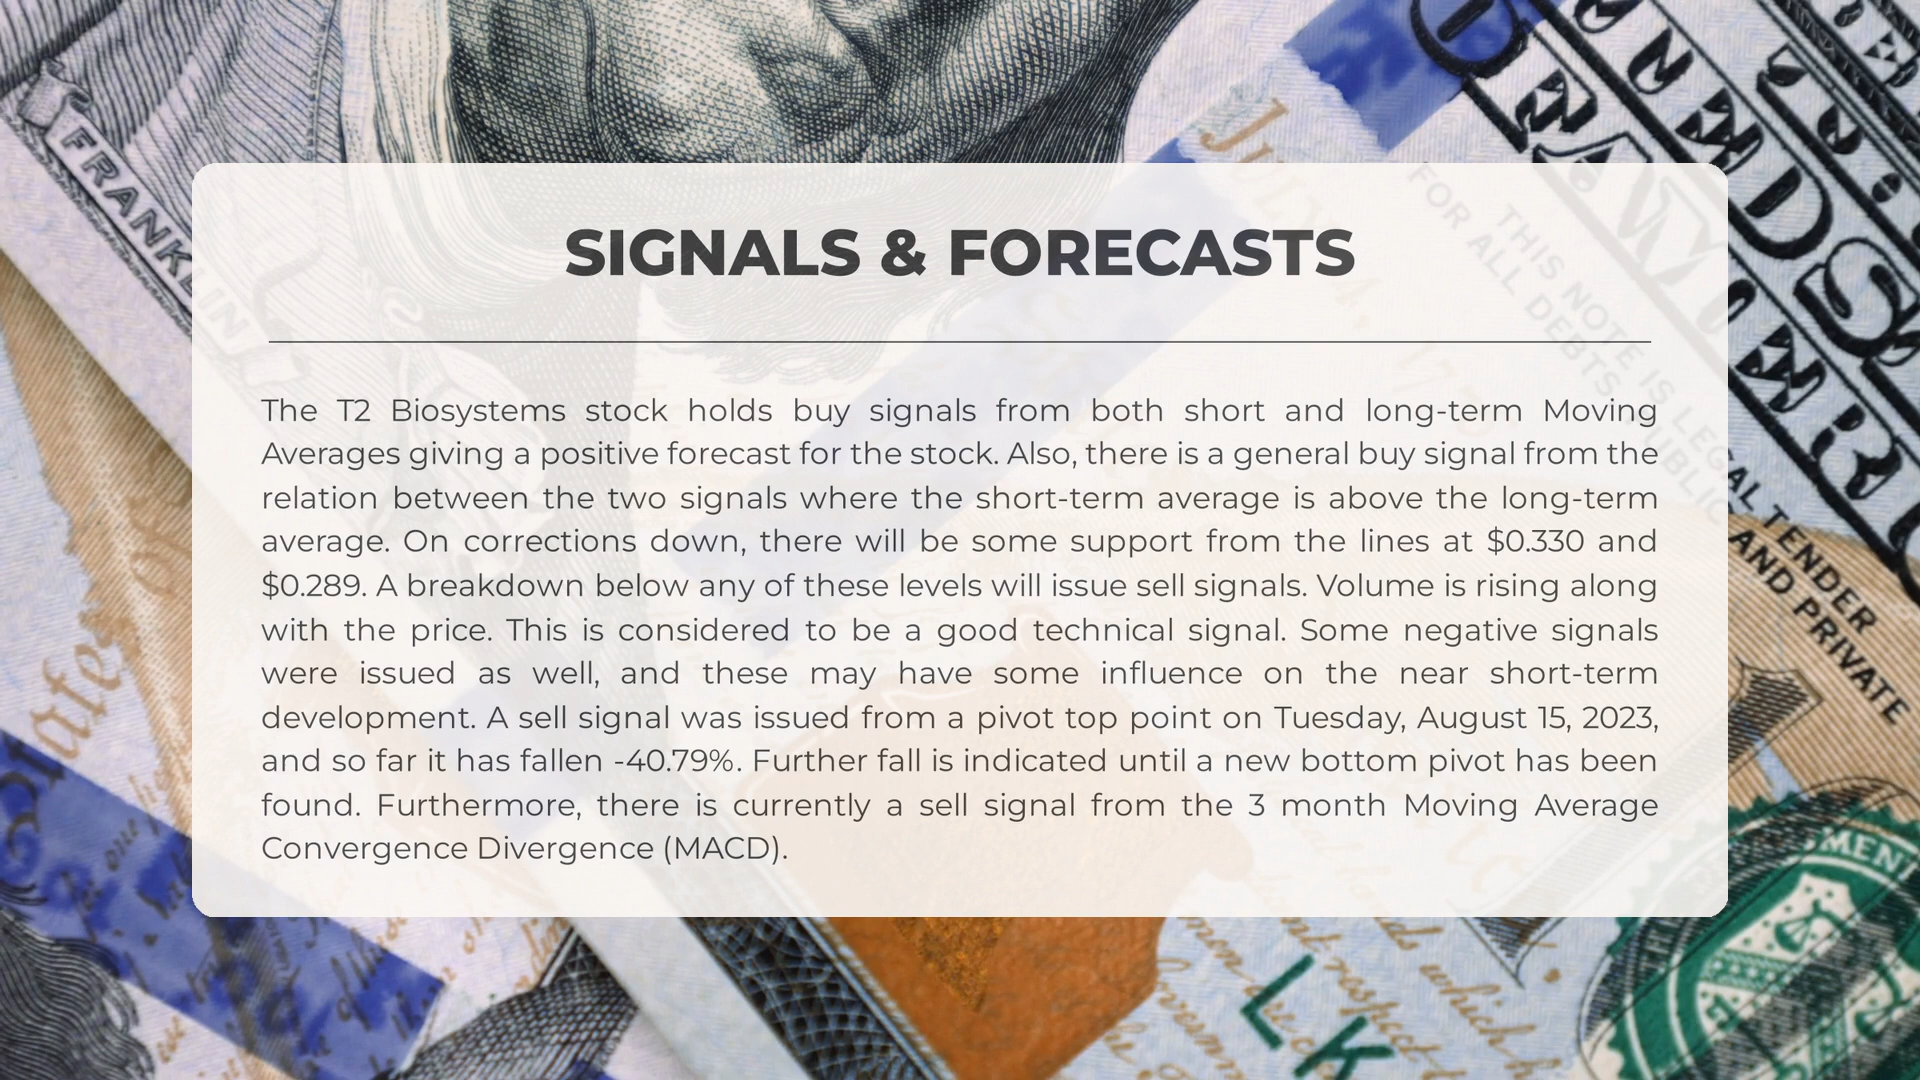 FRANKLIN
SIGNALS & FORECASTS
The T2 Biosystems stock holds buy signals from both short and long-term Moving
Averages giving a positive forecast for the stock. Also, there is a general buy signal from the
relation between the two signals where the short-term average is above the long-term
average. On corrections down, there will be some support from the lines at $0.330 and
$0.289. A breakdown below any of these levels will issue sell signals. Volume is rising along
with the price. This is considered to be a good technical signal. Some negative signals
were issued as well, and these may have some influence on the near short-term
development. A sell signal was issued from a pivot top point on Tuesday, August 15, 2023,
and so far it has fallen -40.79%. Further fall is indicated until a new bottom pivot has been
found. Furthermore, there is currently a sell signal from the 3 month Moving Average
Convergence Divergence (MACD).
THIS NOTE IS LEGAL TENDER
FOR ALL DEBTS PUBLIC AND PRIVATE
L K